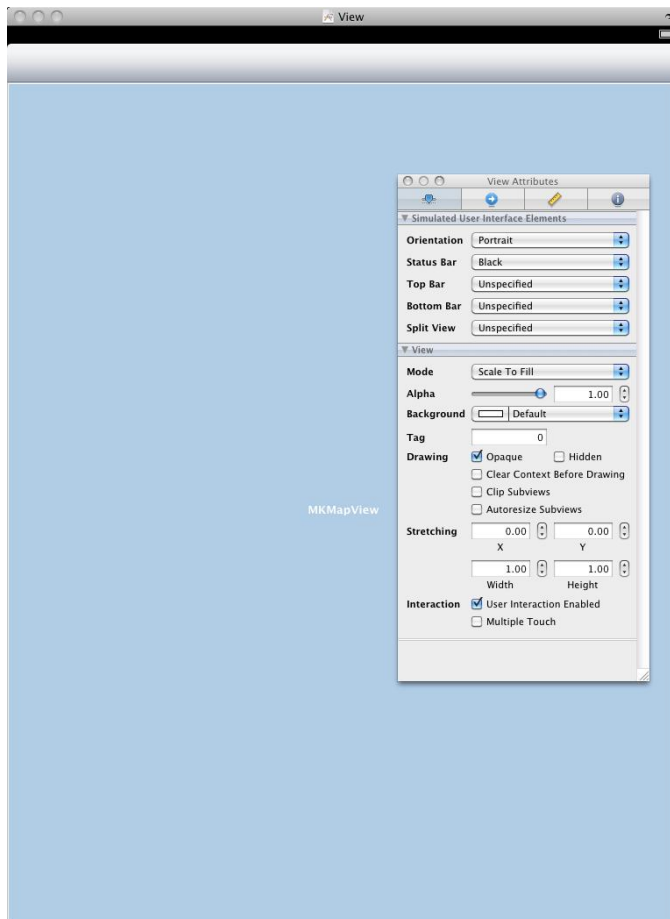 View
View Attributes
Simulated User Interface Elements
Orientation Portrait
Status Bar Black
Top Bar Unspecified
Bottom Bar Unspecified
Split View Unspecified
View
Mode Scale To Fill
Alpha 1.00
Background Default
Tag 0
Drawing Opaque Hidden
Clear Context Before Drawing
Clip Subviews
Autoresize Subviews
MKMapView
Stretching 0.00 0.00
X Y
1.00 1.00
Width Height
Interaction User Interaction Enabled
Multiple Touch